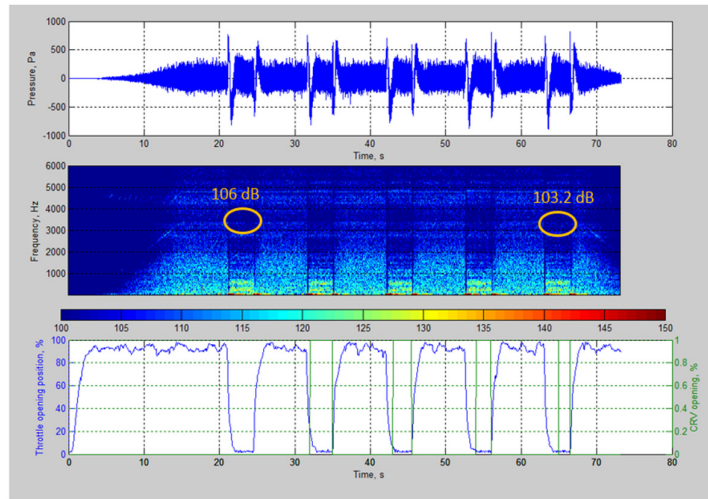 1000
500
0
-500
-1000
Pressure, Pa
0 10 20 30 40 50 60 70 80
Time, s
6000
5000
4000
3000
2000
1000
Frequency, Hz
106 dB
103.2 dB
100 105 110 115 120 125 130 135 140 145 150
100
80
60
40
20
0
Throttle opening position, %
1
0.8
0.6
0.4
0.2
0
CRV opening, %
0 10 20 30 40 50 60 70 80
Time, s